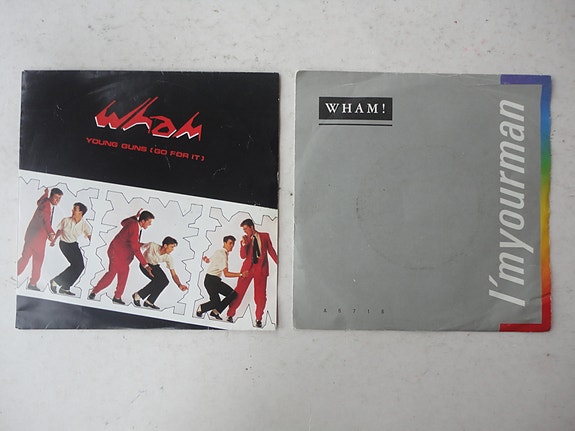 Wham
YOUNG GUNS (GO FOR IT)
WHAM!
I'myourman
A 6 7 1 6